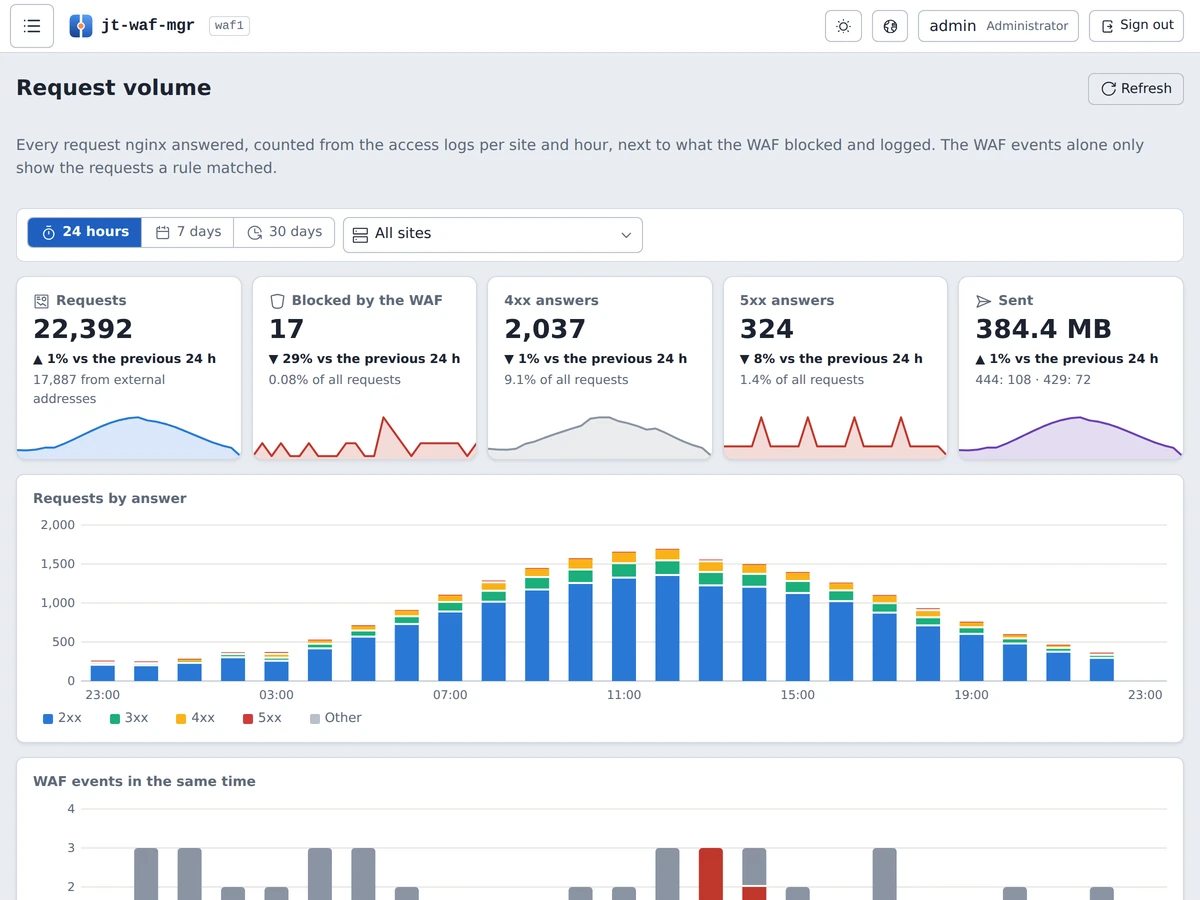 jt-waf-mgr waf1 admin Administrator Sign out
Request volume Refresh
Every request nginx answered, counted from the access logs per site and hour, next to what the WAF blocked and logged. The WAF events alone only
show the requests a rule matched.
24 hours 7 days 30 days All sites
Requests
22,392
▲ 1% vs the previous 24 h
17,887 from external
addresses
Blocked by the WAF
17
▼ 29% vs the previous 24 h
0.08% of all requests
4xx answers
2,037
▼ 1% vs the previous 24 h
9.1% of all requests
5xx answers
324
▼ 8% vs the previous 24 h
1.4% of all requests
Sent
384.4 MB
▲ 1% vs the previous 24 h
444: 108 · 429: 72
Requests by answer
2,000
1,500
1,000
500
0
23:00 03:00 07:00 11:00 15:00 19:00 23:00
2xx 3xx 4xx 5xx Other
WAF events in the same time
4
3
2